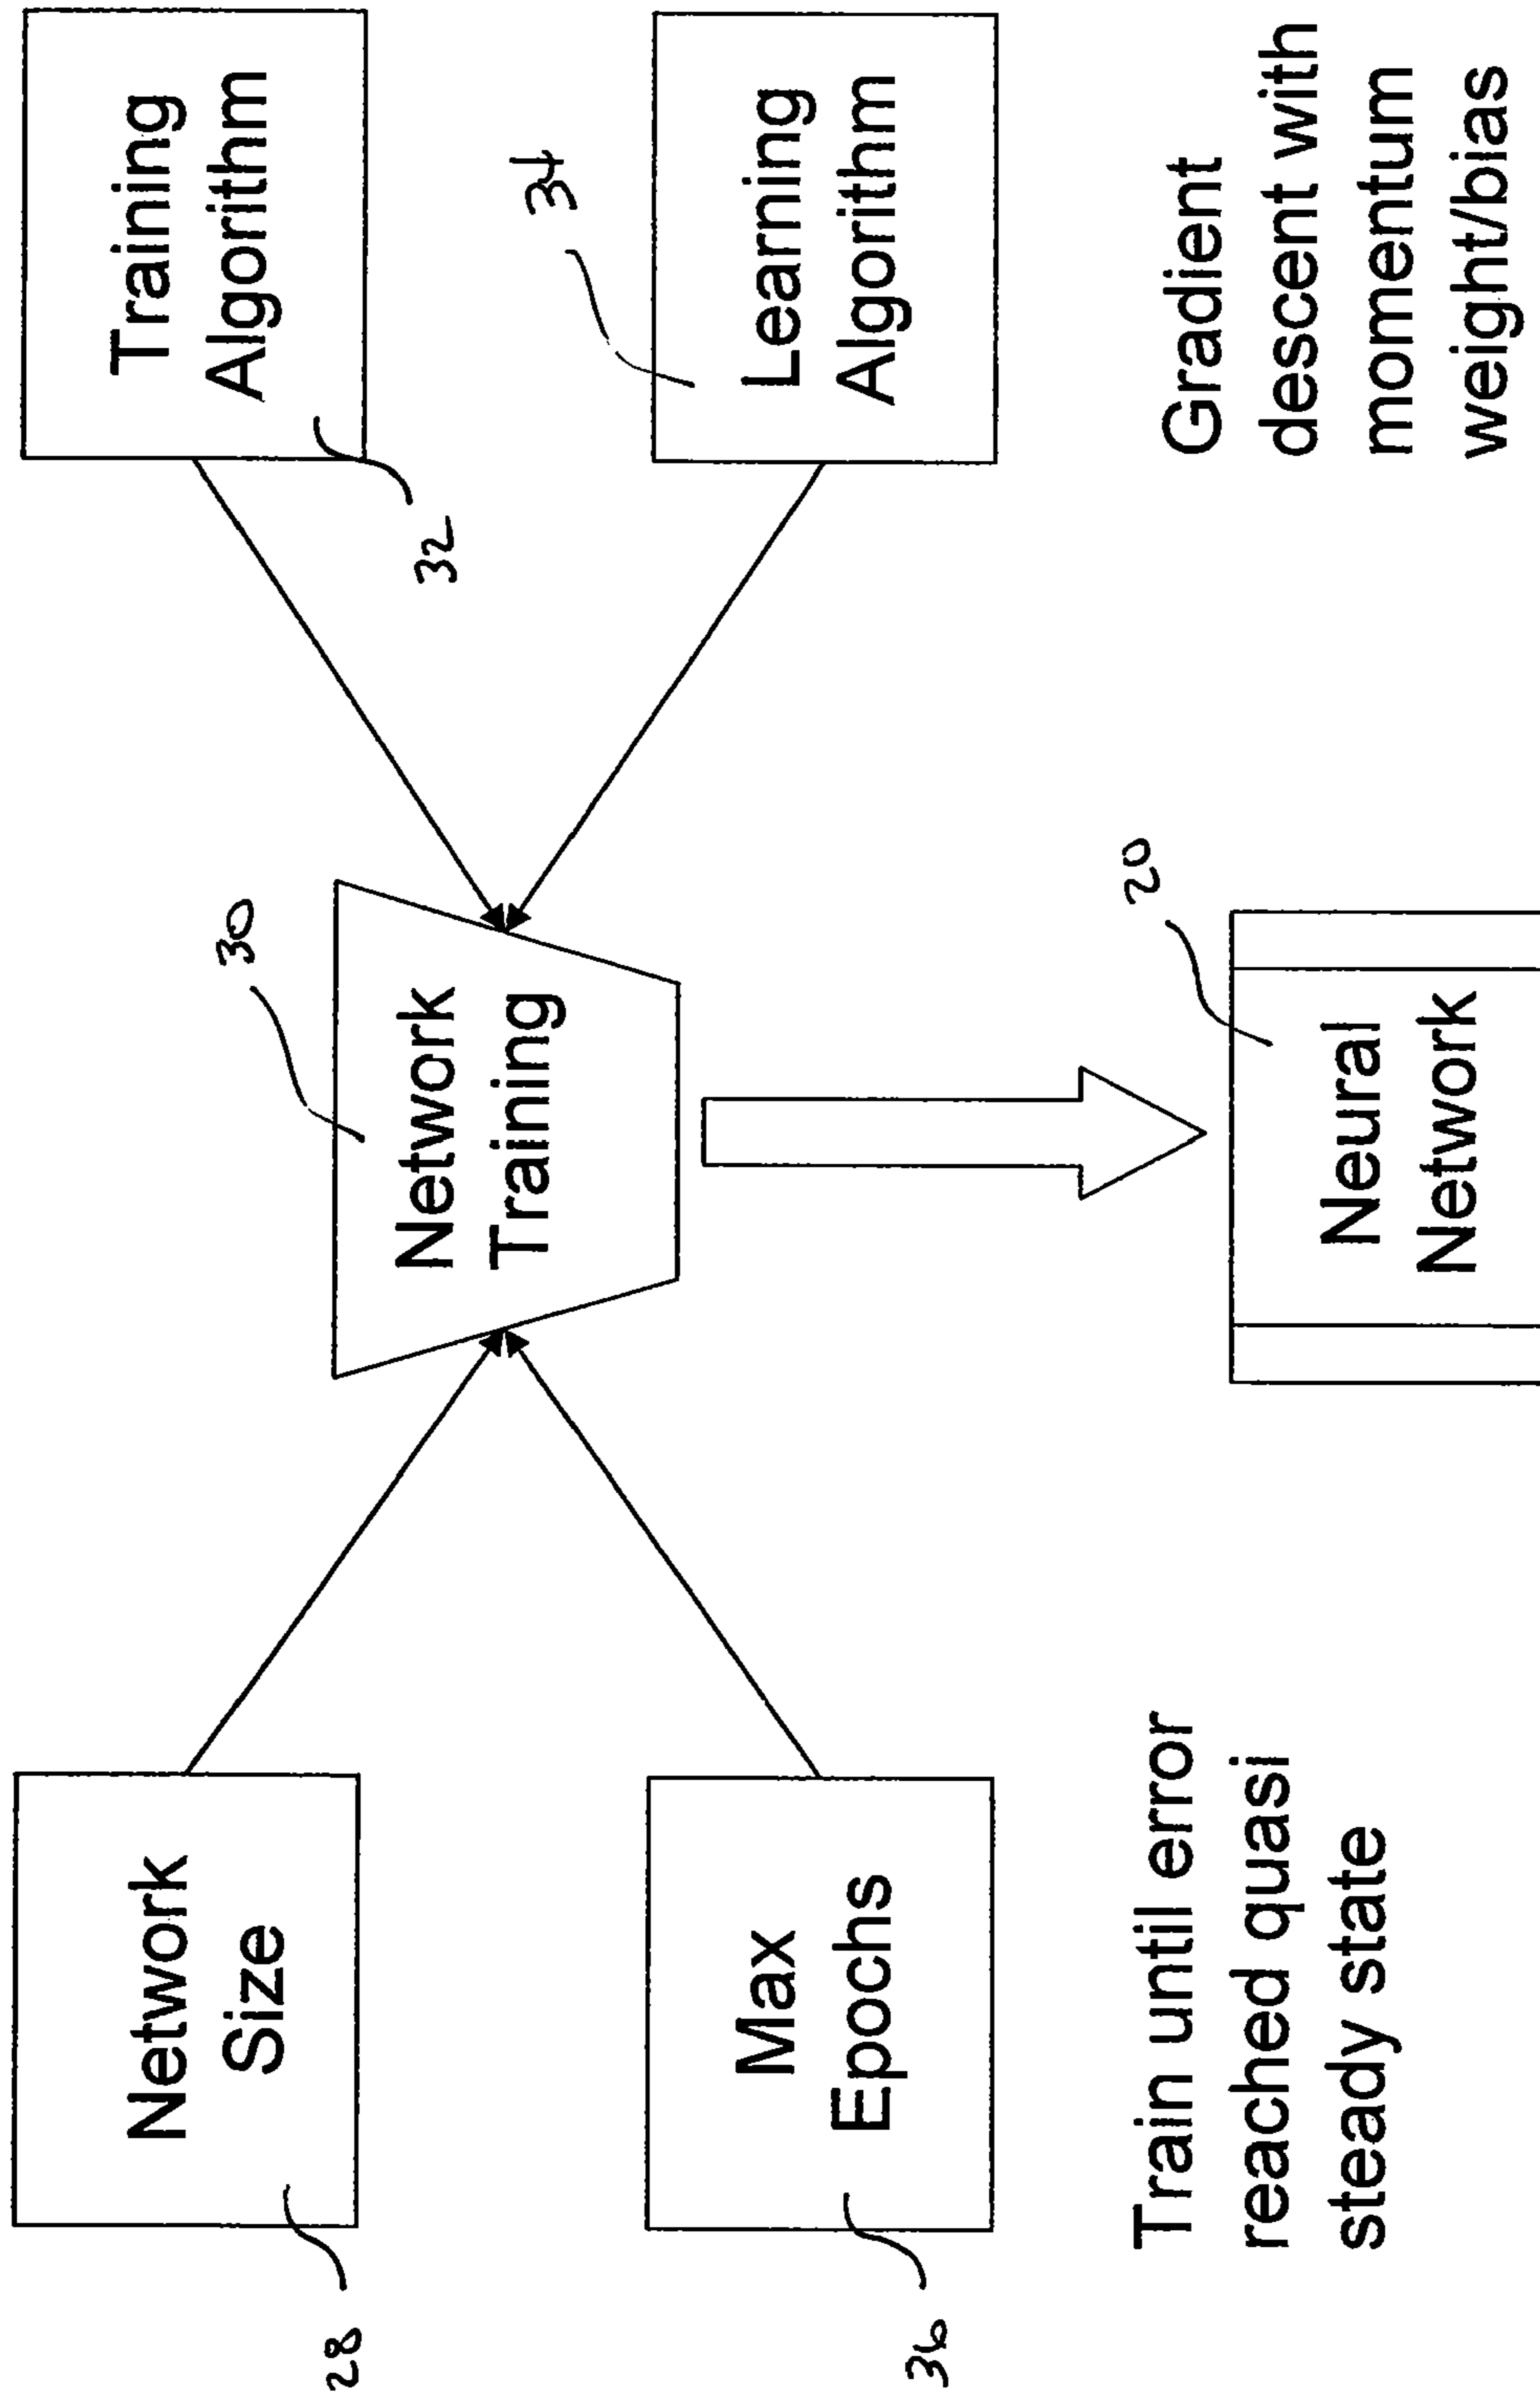 Network
Size
28
Max
Epochs
36
Train until error
reached quasi
steady state
30
Network
Training
20
Neural
Network
Training
Algorithm
32
34
Learning
Algorithm
Gradient
descent with
momentum
weight/bias